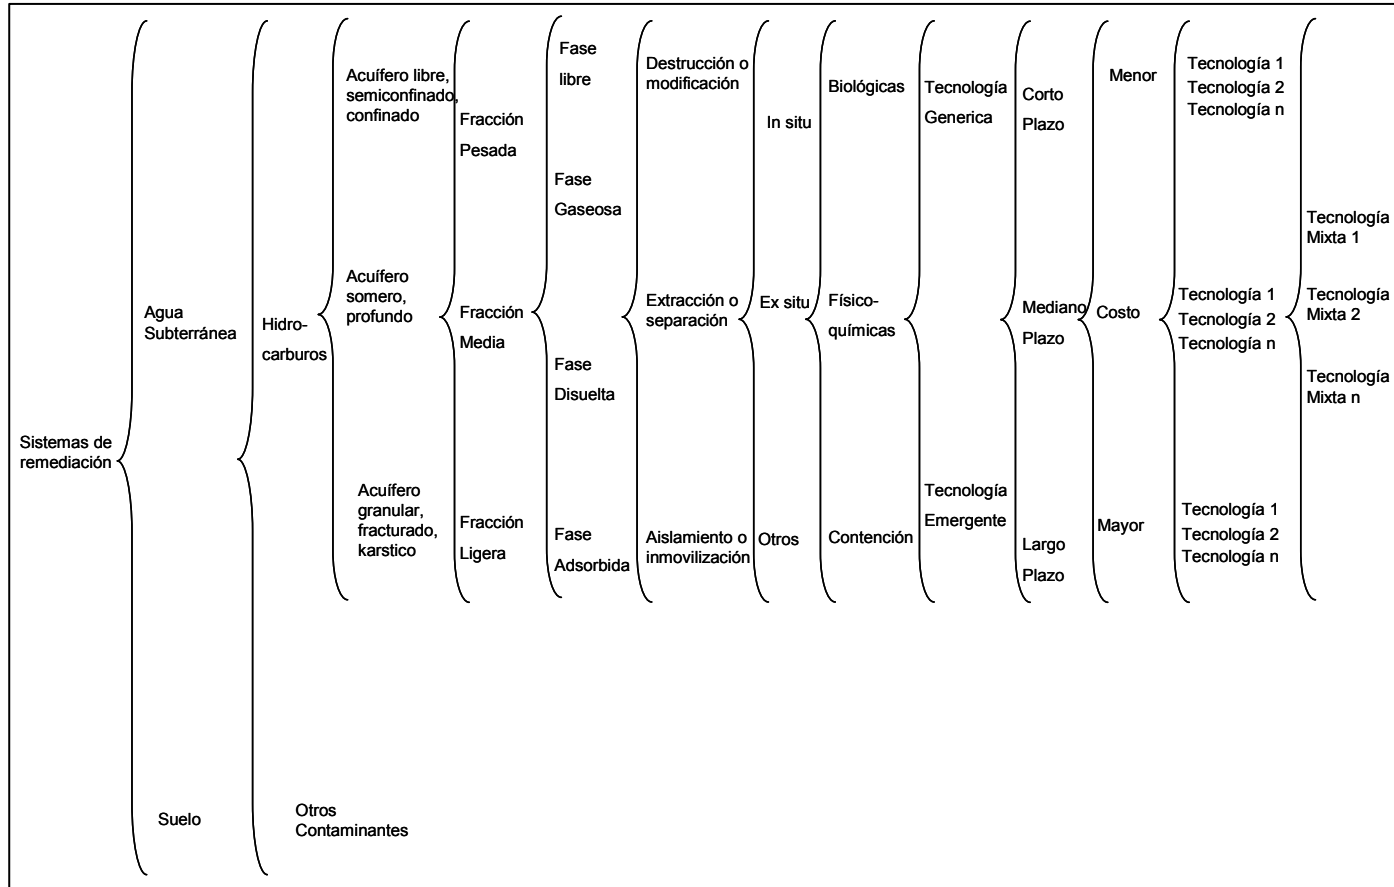 Sistemas de
remediación
Agua
Subterránea
Suelo
Hidro-
carburos
Otros
Contaminantes
Acuífero libre,
semiconfinado,
confinado
Acuífero
somero,
profundo
Acuífero
granular,
fracturado,
karstico
Fracción
Pesada
Fracción
Media
Fracción
Ligera
Fase
libre
Fase
Gaseosa
Fase
Disuelta
Fase
Adsorbida
Destrucción o
modificación
Extracción o
separación
Aislamiento o
inmovilización
In situ
Ex situ
Otros
Biológicas
Físico-
químicas
Contención
Tecnología
Generica
Tecnología
Emergente
Corto
Plazo
Mediano
Plazo
Largo
Plazo
Menor
Costo
Mayor
Tecnología 1
Tecnología 2
Tecnología n
Tecnología 1
Tecnología 2
Tecnología n
Tecnología 1
Tecnología 2
Tecnología n
Tecnología
Mixta 1
Tecnología
Mixta 2
Tecnología
Mixta n